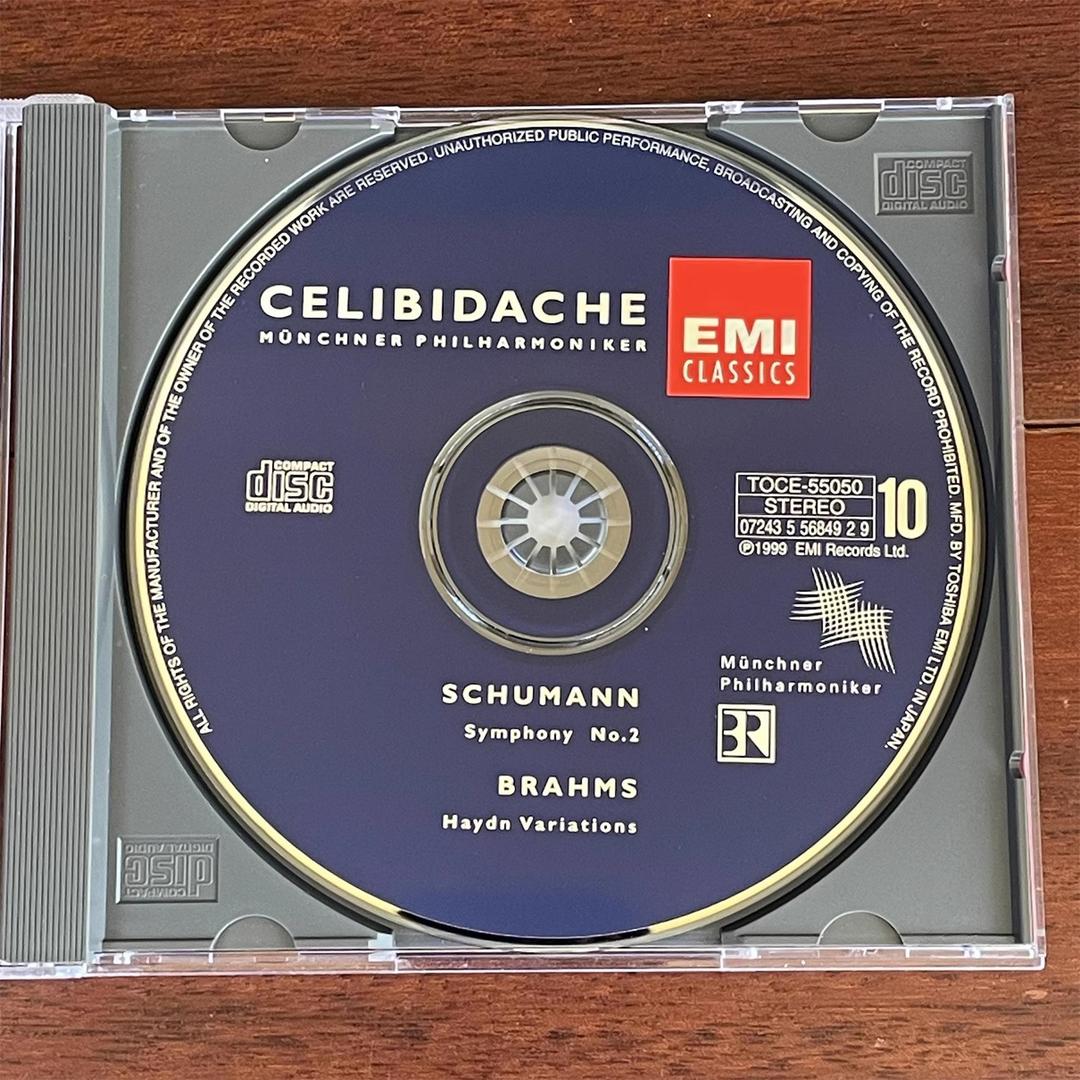 ALL RIGHTS OF THE MANUFACTURER AND OF THE OWNER OF THE RECORDED WORK ARE RESERVED. UNAUTHORIZED PUBLIC PERFORMANCE, BROADCASTING AND COPYING OF THE RECORD PROHIBITED. MFD. BY TOSHIBA EMI LTD. IN JAPAN.
COMPACT
disc
DIGITAL AUDIO
CELIBIDACHE
MÜNCHNER PHILHARMONIKER
EMI
CLASSICS
COMPACT
disc
DIGITAL AUDIO
TOCE-55050
STEREO
07243 5 56849 2 9
10
℗1999 EMI Records Ltd.
Münchner
Philharmoniker
BR
SCHUMANN
Symphony No.2
BRAHMS
Haydn Variations
COMPACT
disc
DIGITAL AUDIO